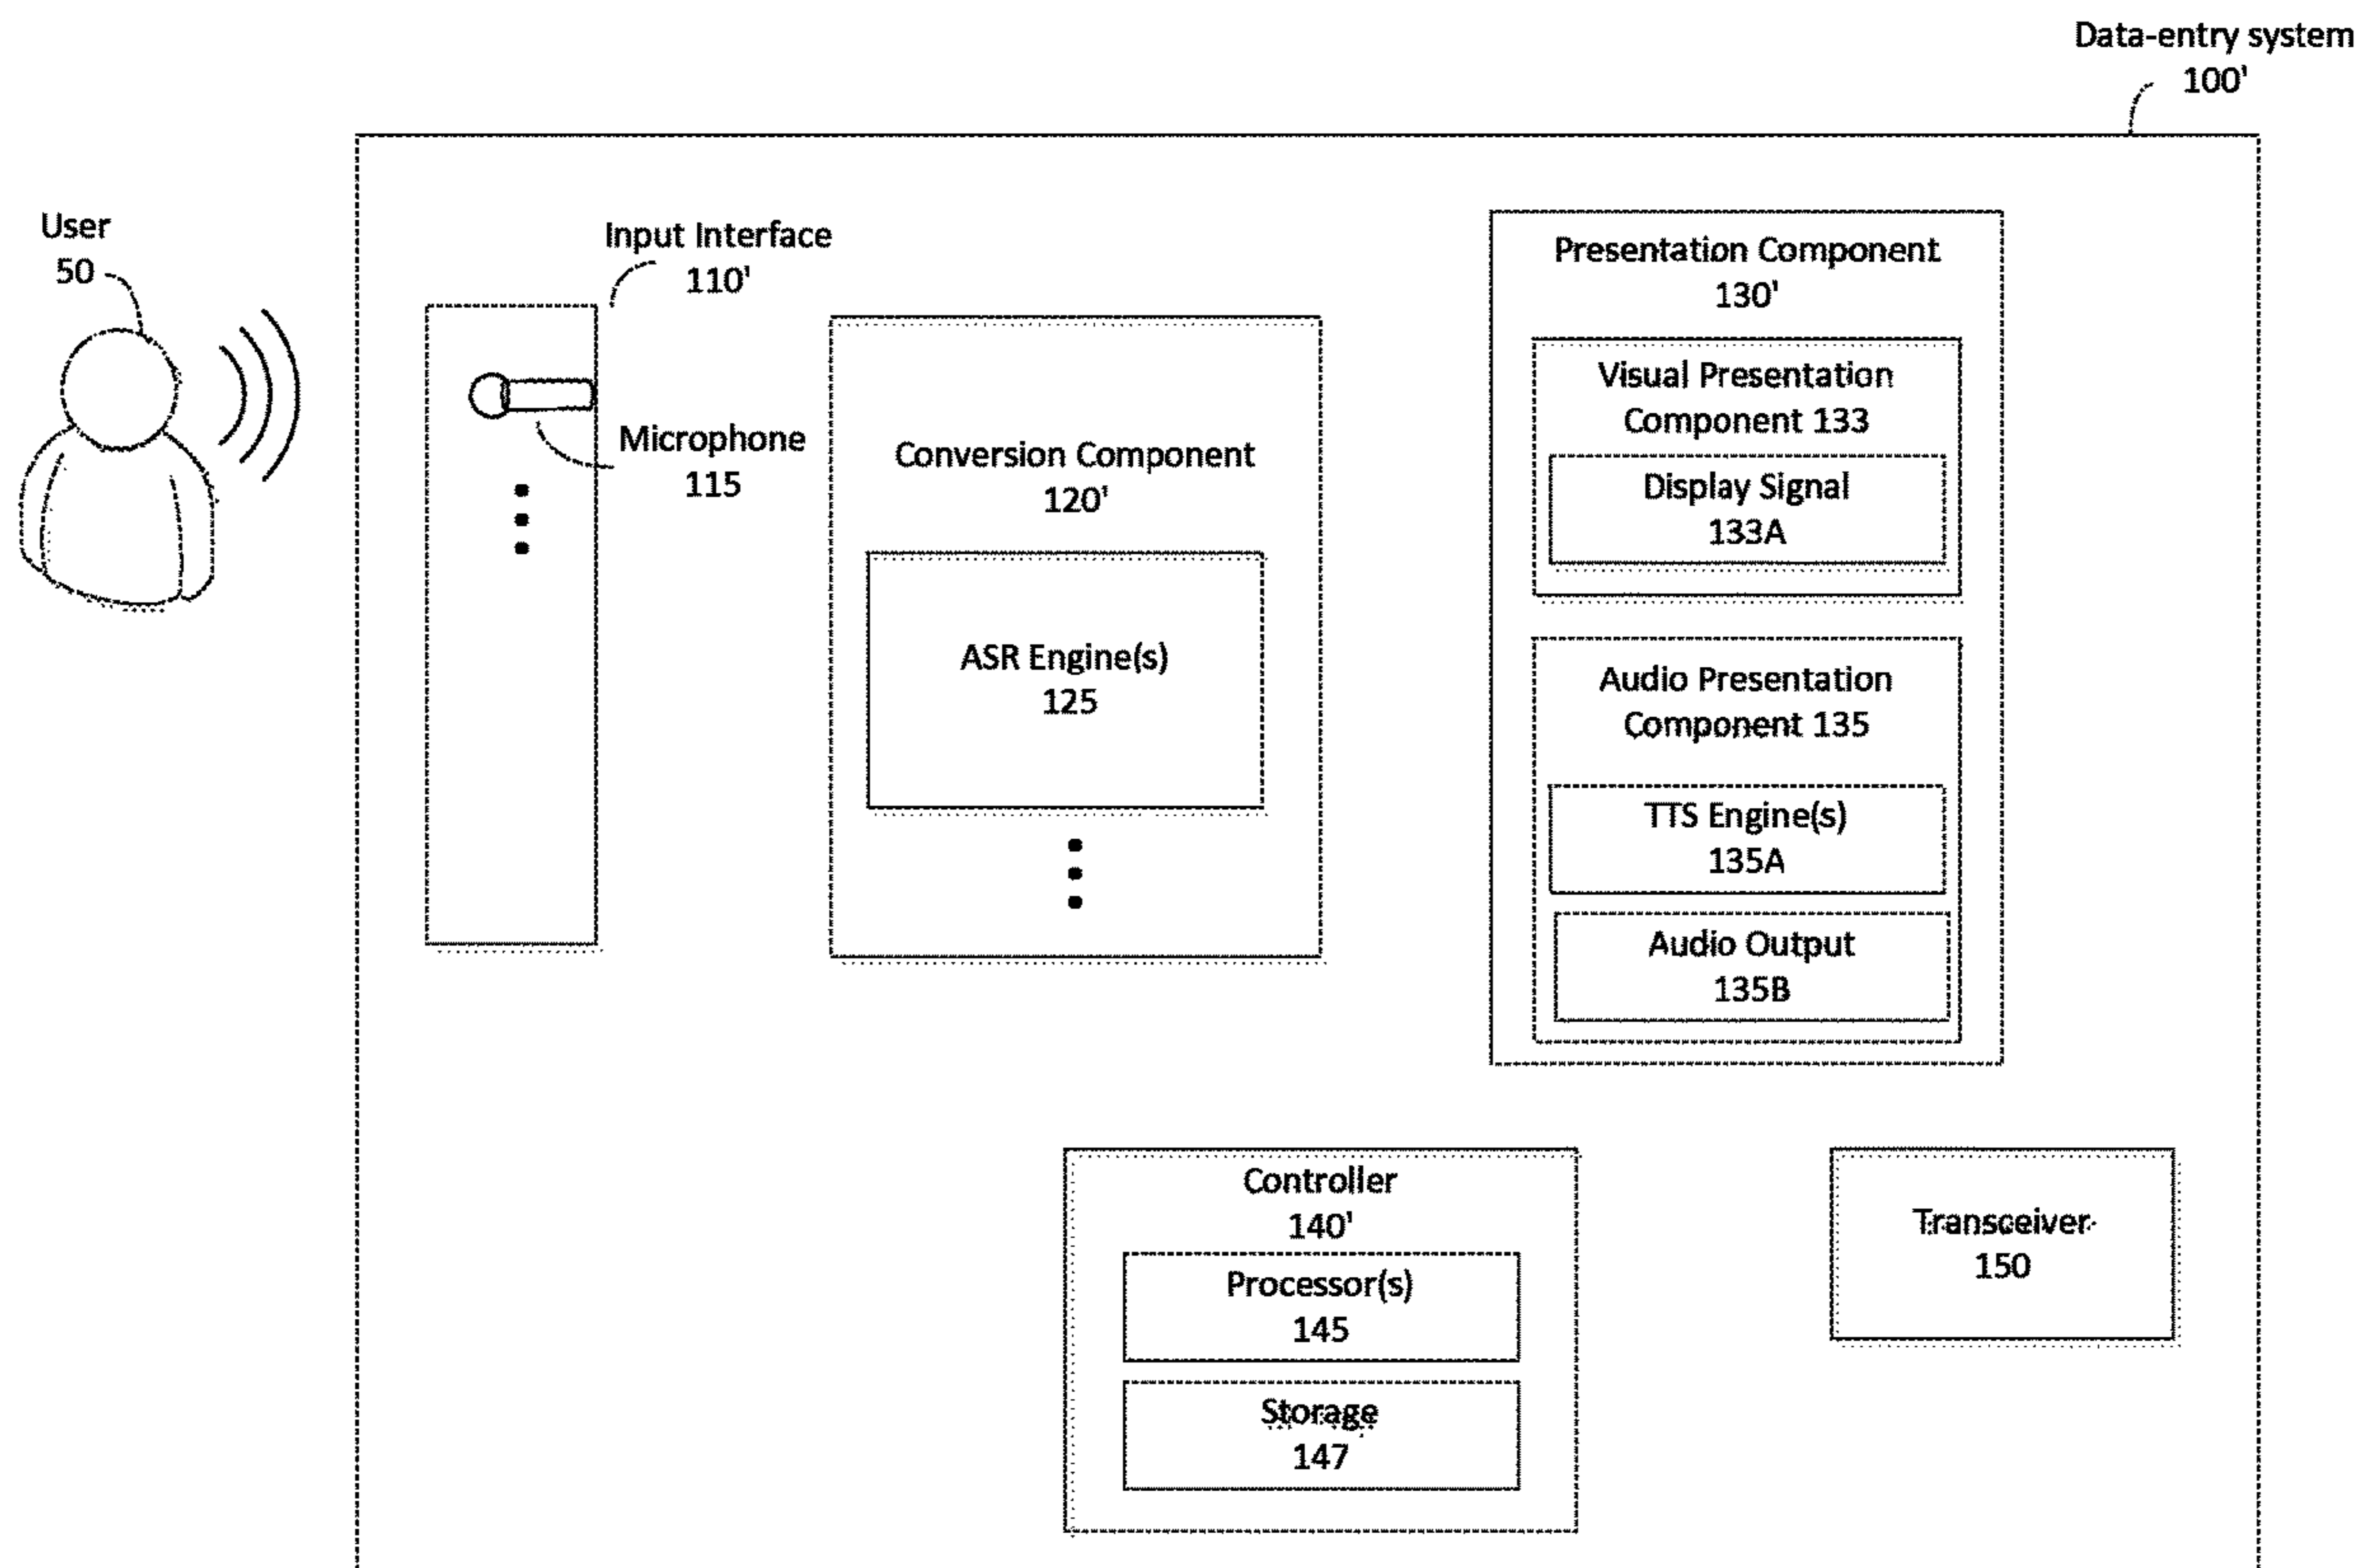 Data-entry system
100'
User
50
Input Interface
110'
Microphone
115
Conversion Component
120'
ASR Engine(s)
125
Presentation Component
130'
Visual Presentation
Component 133
Display Signal
133A
Audio Presentation
Component 135
TTS Engine(s)
135A
Audio Output
135B
Controller
140'
Processor(s)
145
Storage
147
Transceiver
150